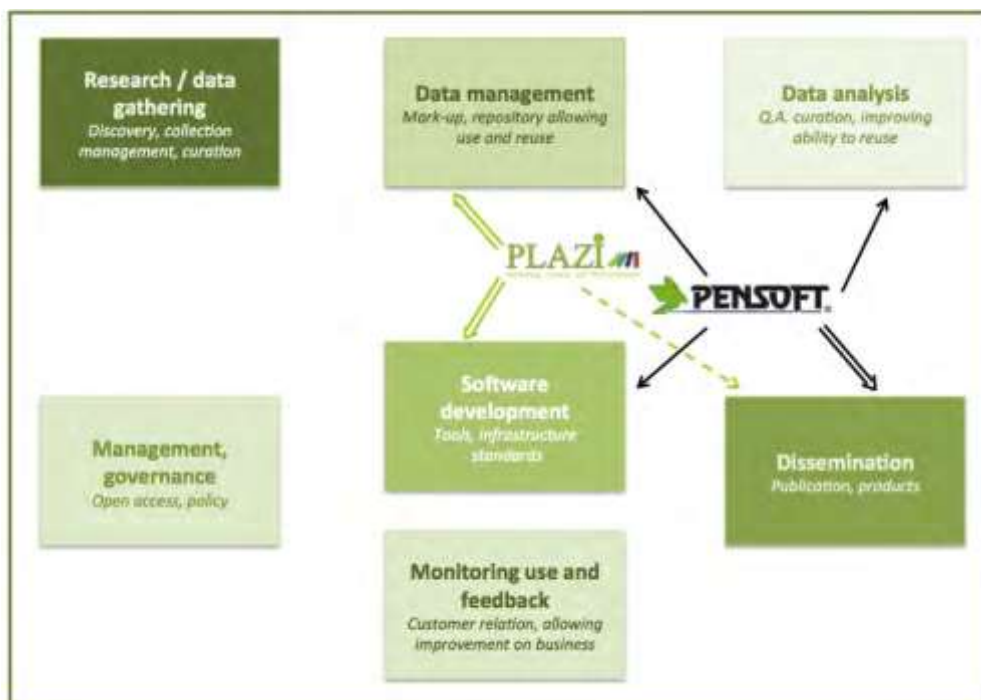 Research / data
gathering
Discovery, collection
management, curation
Data management
Mark-up, repository allowing
use and reuse
Data analysis
Q.A. curation, improving
ability to reuse
PLAZI
PENSOFT®
Software
development
Tools, infrastructure
standards
Management,
governance
Open access, policy
Dissemination
Publication, products
Monitoring use and
feedback
Customer relation, allowing
improvement on business